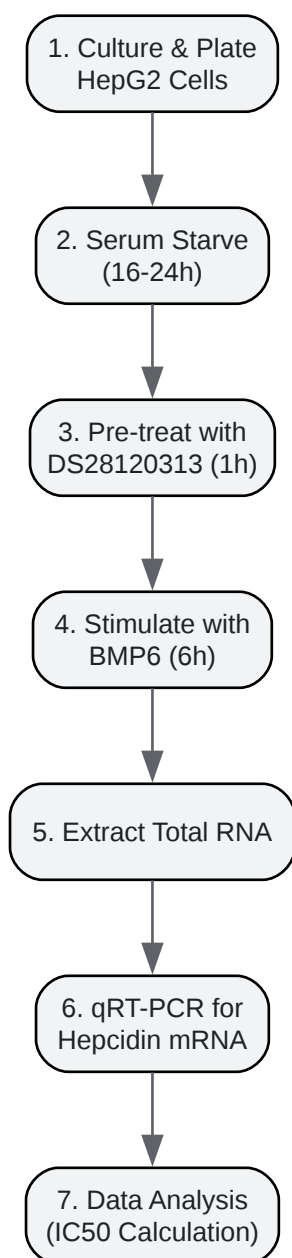 1. Culture & Plate
HepG2 Cells
2. Serum Starve
(16-24h)
3. Pre-treat with
DS28120313 (1h)
4. Stimulate with
BMP6 (6h)
5. Extract Total RNA
6. qRT-PCR for
Hepcidin mRNA
7. Data Analysis
(IC50 Calculation)